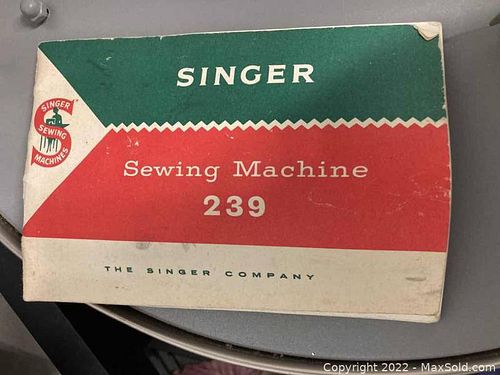 SINGER
SINGER
SEWING
MACHINES
Sewing Machine
239
THE SINGER COMPANY
Copyright 2022 - MaxSold.com